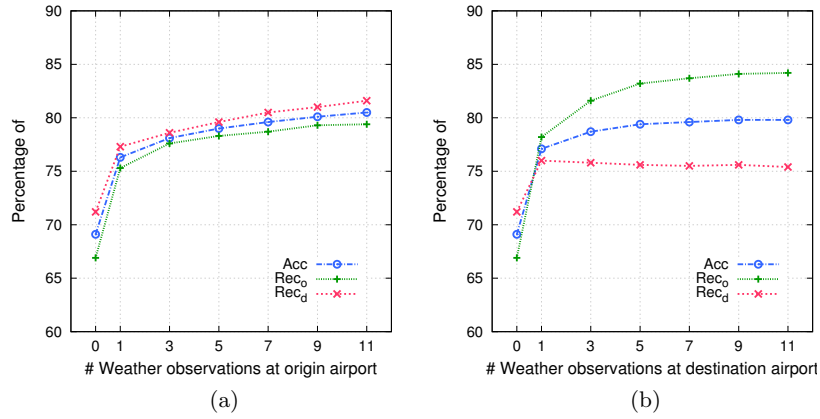 90
85
80
75
70
65
60
Percentage of
Acc
Rec_o
Rec_d
0 1 3 5 7 9 11
# Weather observations at origin airport
(a)
90
85
80
75
70
65
60
Percentage of
Acc
Rec_o
Rec_d
0 1 3 5 7 9 11
# Weather observations at destination airport
(b)